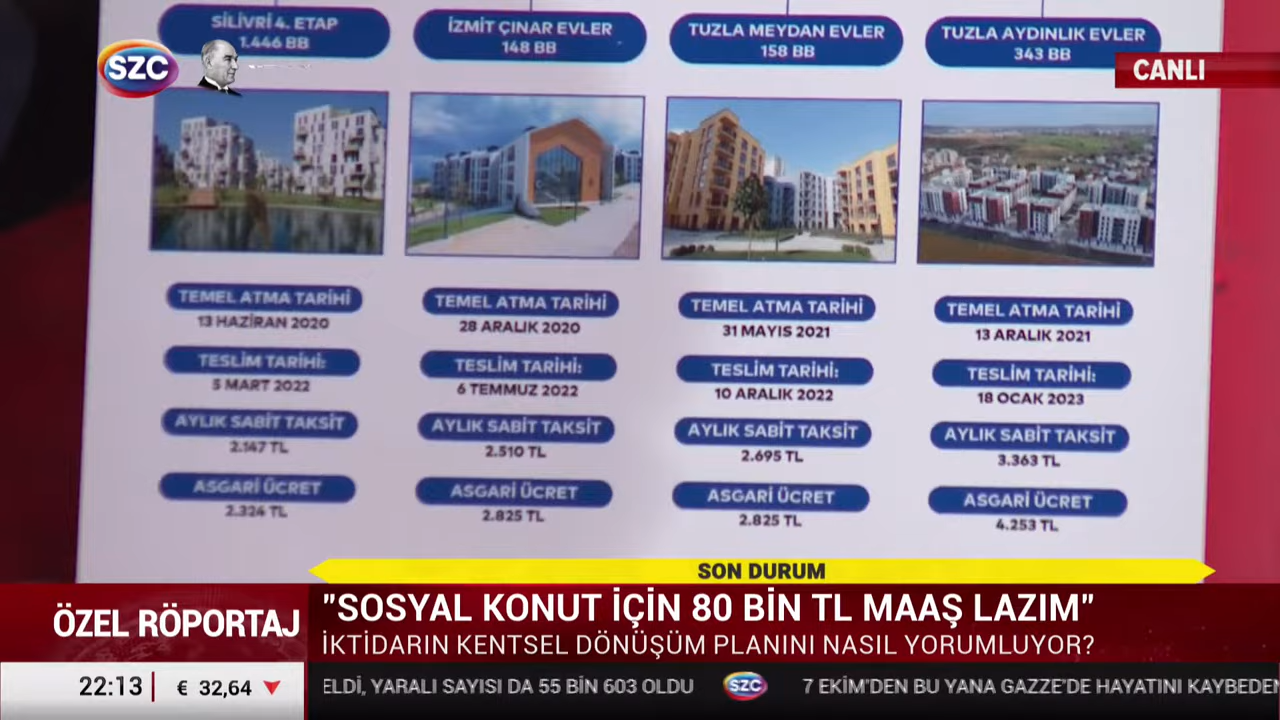 SİLİVRİ 4. ETAP
1.446 BB
İZMİT ÇINAR EVLER
148 BB
TUZLA MEYDAN EVLER
158 BB
TUZLA AYDINLIK EVLER
343 BB
SZC
CANLI
TEMEL ATMA TARİHİ
13 HAZİRAN 2020
TESLİM TARİHİ:
5 MART 2022
AYLIK SABİT TAKSİT
2.147 TL
ASGARİ ÜCRET
2.324 TL
TEMEL ATMA TARİHİ
28 ARALIK 2020
TESLİM TARİHİ:
6 TEMMUZ 2022
AYLIK SABİT TAKSİT
2.510 TL
ASGARİ ÜCRET
2.825 TL
TEMEL ATMA TARİHİ
31 MAYIS 2021
TESLİM TARİHİ:
10 ARALIK 2022
AYLIK SABİT TAKSİT
2.695 TL
ASGARİ ÜCRET
2.825 TL
TEMEL ATMA TARİHİ
13 ARALIK 2021
TESLİM TARİHİ:
18 OCAK 2023
AYLIK SABİT TAKSİT
3.363 TL
ASGARİ ÜCRET
4.253 TL
SON DURUM
ÖZEL RÖPORTAJ
"SOSYAL KONUT İÇİN 80 BİN TL MAAŞ LAZIM"
İKTİDARIN KENTSEL DÖNÜŞÜM PLANINI NASIL YORUMLUYOR?
22:13 € 32,64 ELDİ, YARALI SAYISI DA 55 BİN 603 OLDU SZC 7 EKİM'DEN BU YANA GAZZE'DE HAYATINI KAYBEDEN